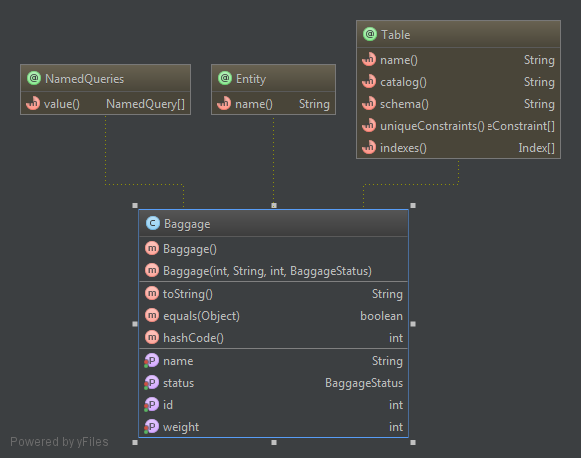 @ NamedQueries
m value() NamedQuery[]
@ Entity
m name() String
@ Table
m name() String
m catalog() String
m schema() String
m uniqueConstraints() eConstraint[]
m indexes() Index[]
C Baggage
m Baggage()
m Baggage(int, String, int, BaggageStatus)
m toString() String
m equals(Object) boolean
m hashCode() int
P name String
P status BaggageStatus
P id int
P weight int
Powered by yFiles